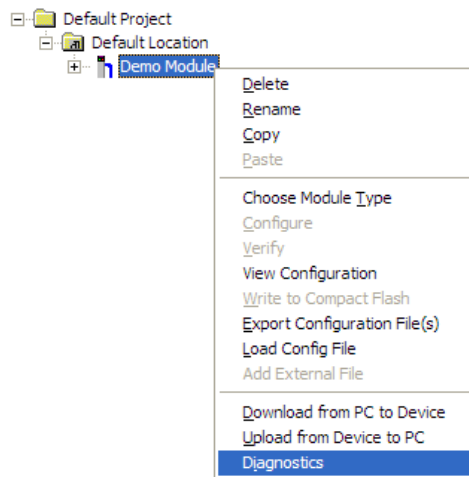 Default Project
Default Location
Demo Module
Delete
Rename
Copy
Paste
Choose Module Type
Configure
Verify
View Configuration
Write to Compact Flash
Export Configuration File(s)
Load Config File
Add External File
Download from PC to Device
Upload from Device to PC
Diagnostics